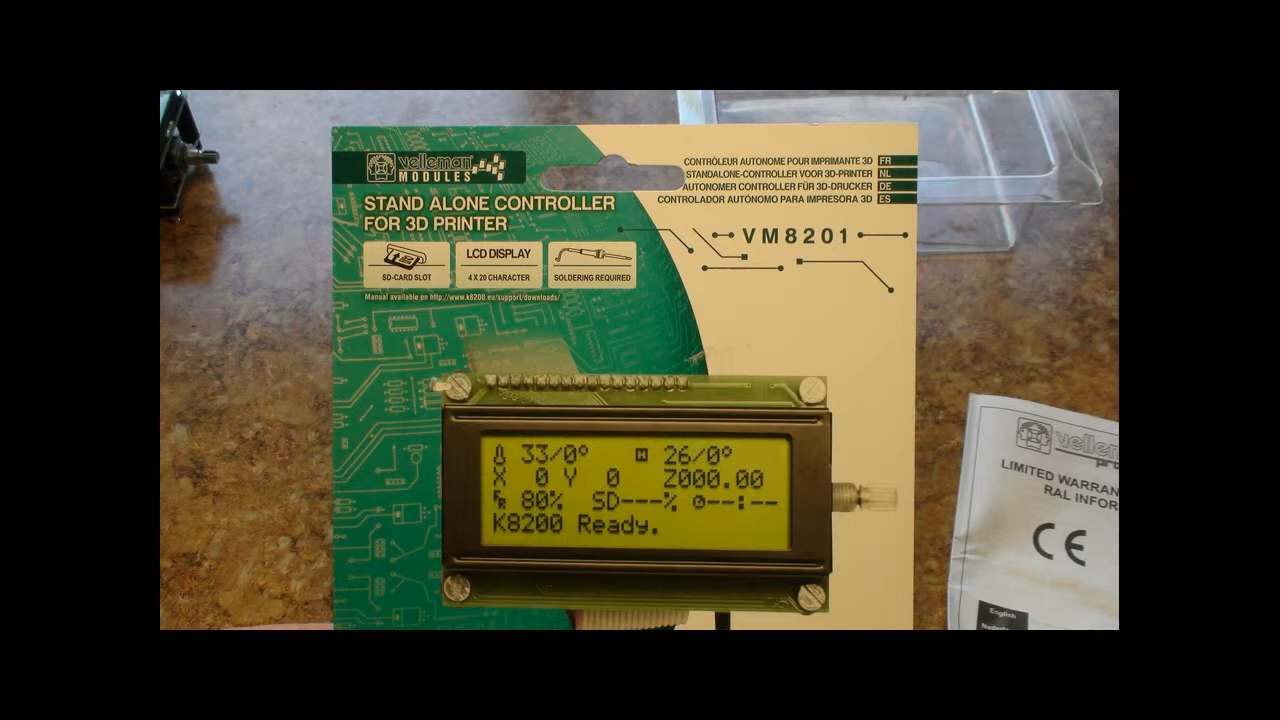 velleman
MODULES
STAND ALONE CONTROLLER
FOR 3D PRINTER
SD-CARD SLOT
LCD DISPLAY
4 X 20 CHARACTER
SOLDERING REQUIRED
Manual available on http://www.k8200.eu/support/downloads/
CONTRÔLEUR AUTONOME POUR IMPRIMANTE 3D FR
STANDALONE-CONTROLLER VOOR 3D-PRINTER NL
AUTONOMER CONTROLLER FÜR 3D-DRUCKER DE
CONTROLADOR AUTÓNOMO PARA IMPRESORA 3D ES
VM8201
33/0° 26/0°
X 0 Y 0 Z000.00
FR 80% SD---% --:--
K8200 Ready.
LIMITED WARRAN
RAL INFOR
CE
English